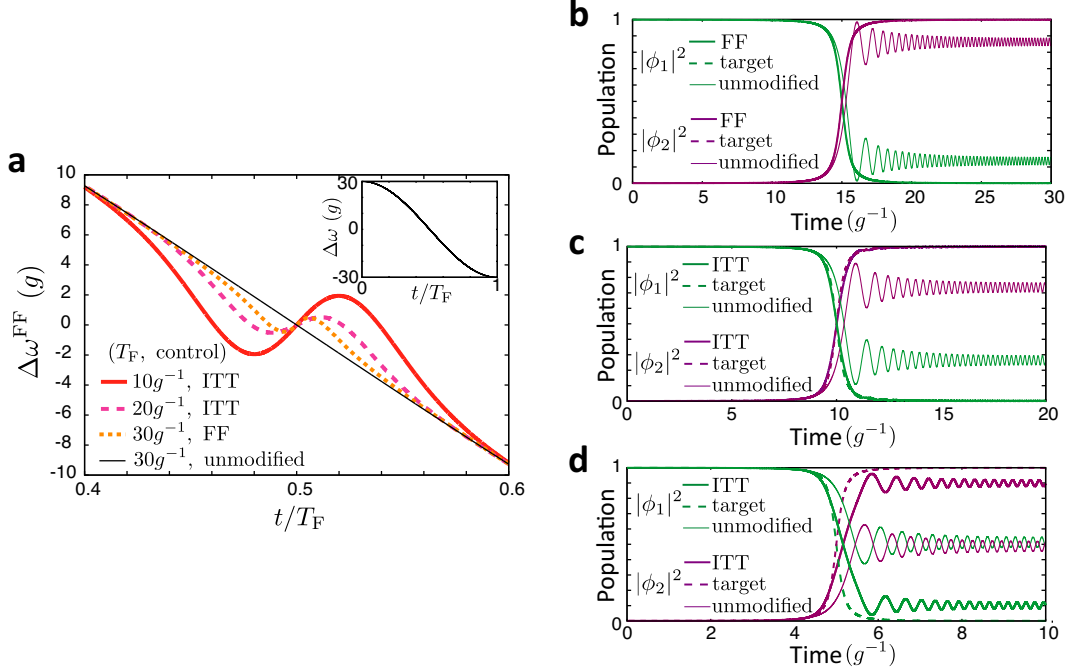 a
Δω^FF (g)
10
8
6
4
2
0
-2
-4
-6
-8
-10
0.4
0.5
0.6
t/T_F
(T_F, control)
10g⁻¹, ITT
20g⁻¹, ITT
30g⁻¹, FF
30g⁻¹, unmodified
Δω (g)
30
0
-30
0
1
t/T_F
b
Population
1
0
|ϕ₁|²
FF
target
unmodified
|ϕ₂|²
FF
target
unmodified
0
5
10
15
20
25
30
Time (g⁻¹)
c
Population
1
0
|ϕ₁|²
ITT
target
unmodified
|ϕ₂|²
ITT
target
unmodified
0
5
10
15
20
Time (g⁻¹)
d
Population
1
0
|ϕ₁|²
ITT
target
unmodified
|ϕ₂|²
ITT
target
unmodified
0
2
4
6
8
10
Time (g⁻¹)